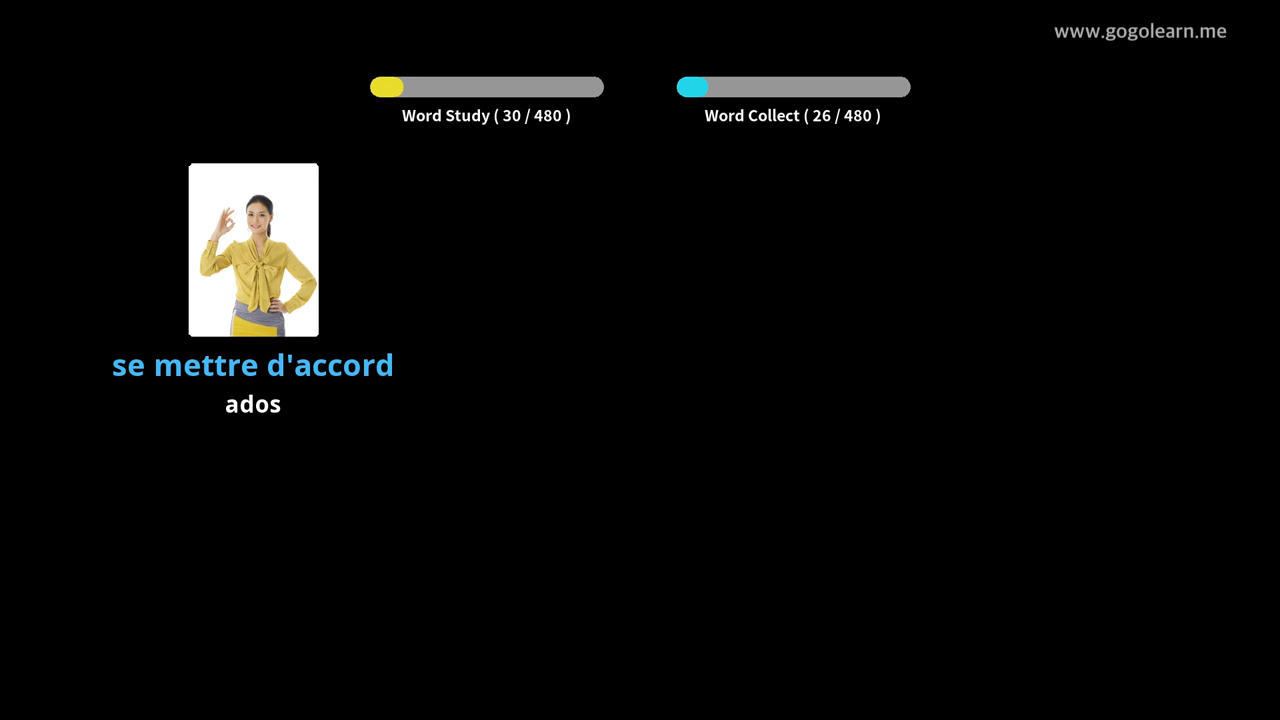 www.gogolearn.me
Word Study ( 30 / 480 )
Word Collect ( 26 / 480 )
se mettre d'accord
ados